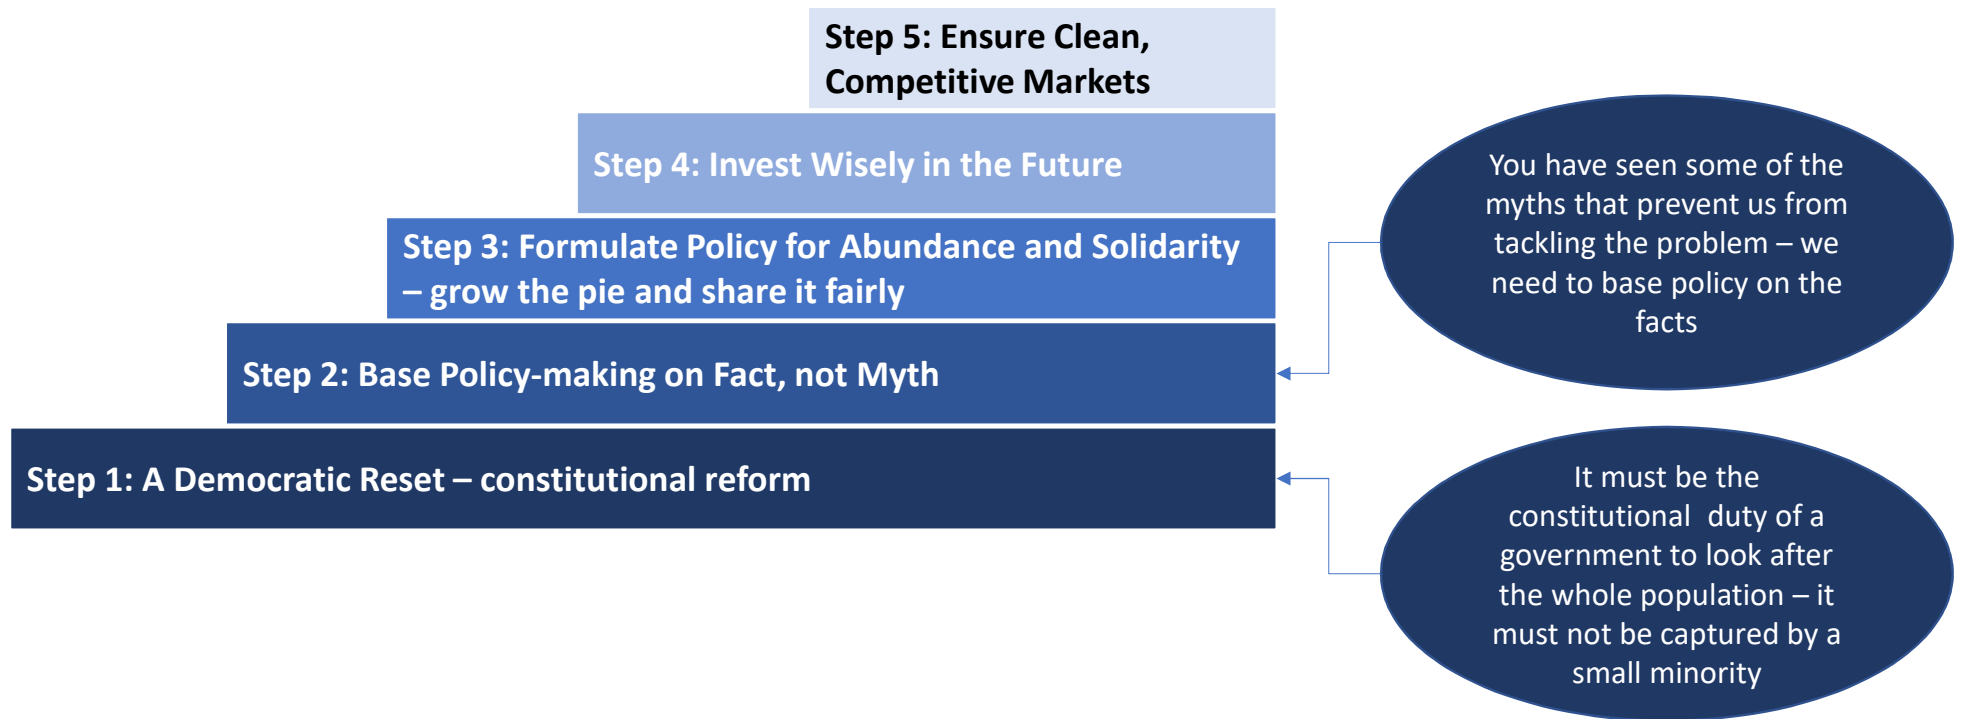 Step 5: Ensure Clean,
Competitive Markets
Step 4: Invest Wisely in the Future
Step 3: Formulate Policy for Abundance and Solidarity
– grow the pie and share it fairly
Step 2: Base Policy-making on Fact, not Myth
Step 1: A Democratic Reset – constitutional reform
You have seen some of the
myths that prevent us from
tackling the problem – we
need to base policy on the
facts
It must be the
constitutional  duty of a
government to look after
the whole population – it
must not be captured by a
small minority